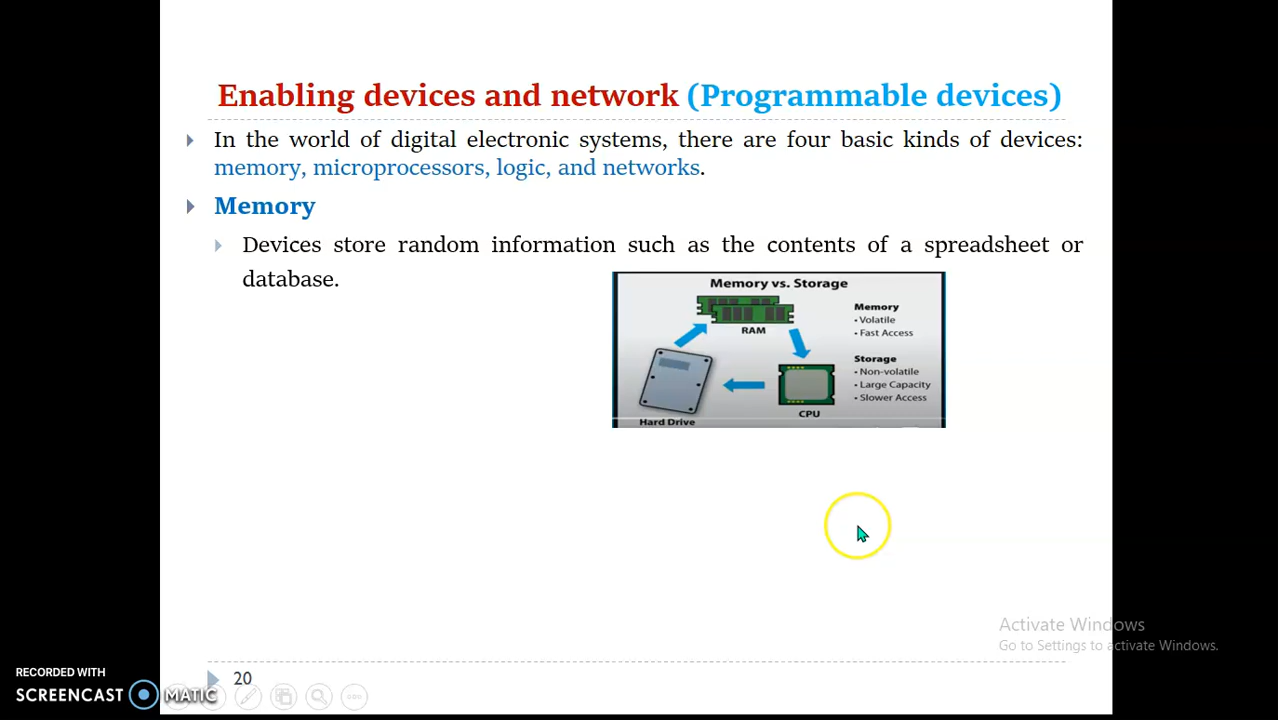 Enabling devices and network (Programmable devices)
In the world of digital electronic systems, there are four basic kinds of devices:
memory, microprocessors, logic, and networks.
Memory
Devices store random information such as the contents of a spreadsheet or
database.
Memory vs. Storage
RAM
Memory
• Volatile
• Fast Access
Storage
• Non-volatile
• Large Capacity
• Slower Access
CPU
Hard Drive
Activate Windows
Go to Settings to activate Windows.
20
RECORDED WITH
SCREENCAST MATIC